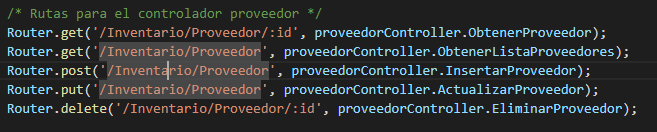 /* Rutas para el controlador proveedor */
Router.get('/Inventario/Proveedor/:id', proveedorController.ObtenerProveedor);
Router.get('/Inventario/Proveedor', proveedorController.ObtenerListaProveedores);
Router.post('/Inventario/Proveedor', proveedorController.InsertarProveedor);
Router.put('/Inventario/Proveedor', proveedorController.ActualizarProveedor);
Router.delete('/Inventario/Proveedor/:id', proveedorController.EliminarProveedor);